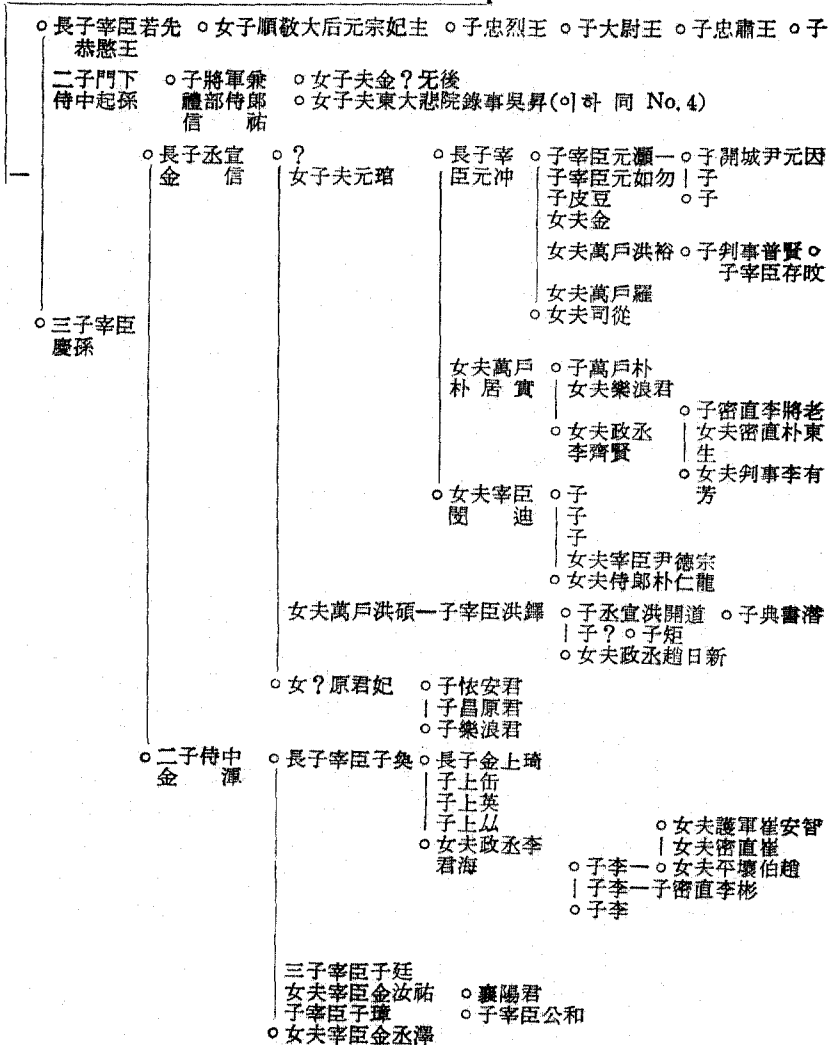 ○長子宰臣若先 ○女子順敬大后元宗妃主 ○子忠烈王 ○子大尉王 ○子忠肅王 ○子
恭愍王
二子門下 ○子將軍兼 ○女子夫金?旡後
侍中起孫 禮部侍郎 ○女子夫東大悲院錄事吳昇(이하 同 No.4)
信 祐
○長子丞宣 ○? ○長子宰 ○子宰臣元灝一○子開城尹元因
金 信 女子夫元琯 臣元冲 子宰臣元如勿 子
子皮豆 ○子
女夫金
女夫萬戶洪裕 ○子判事普賢 ○
子宰臣存攸
女夫萬戶羅
○女夫司從
○三子宰臣
慶孫
女夫萬戶 ○子萬戶朴
朴居實 女夫樂浪君
○子密直李將老
○女夫政丞 女夫密直朴東
李齊賢 生
○女夫判事李有
芳
○女夫宰臣 ○子
閔 迪 子
子
女夫宰臣尹德宗
○女夫侍郎朴仁龍
女夫萬戶洪碩一子宰臣洪鐸 ○子丞宣洪開道 ○子典書潛
子? ○子矩
○女夫政丞趙日新
○女?原君妃 ○子恢安君
子昌原君
○子樂浪君
○二子侍中 ○長子宰臣子奐 ○長子金上琦
金 渾 子上缶
子上英
子上
○女夫政丞李
君海
○女夫護軍崔安智
女夫密直崔
○子李一○女夫平壤伯趙
子李一子密直李彬
○子李
三子宰臣子廷
女夫宰臣金汝祐 ○襄陽君
子宰臣子璋 ○子宰臣公和
○女夫宰臣金丞澤